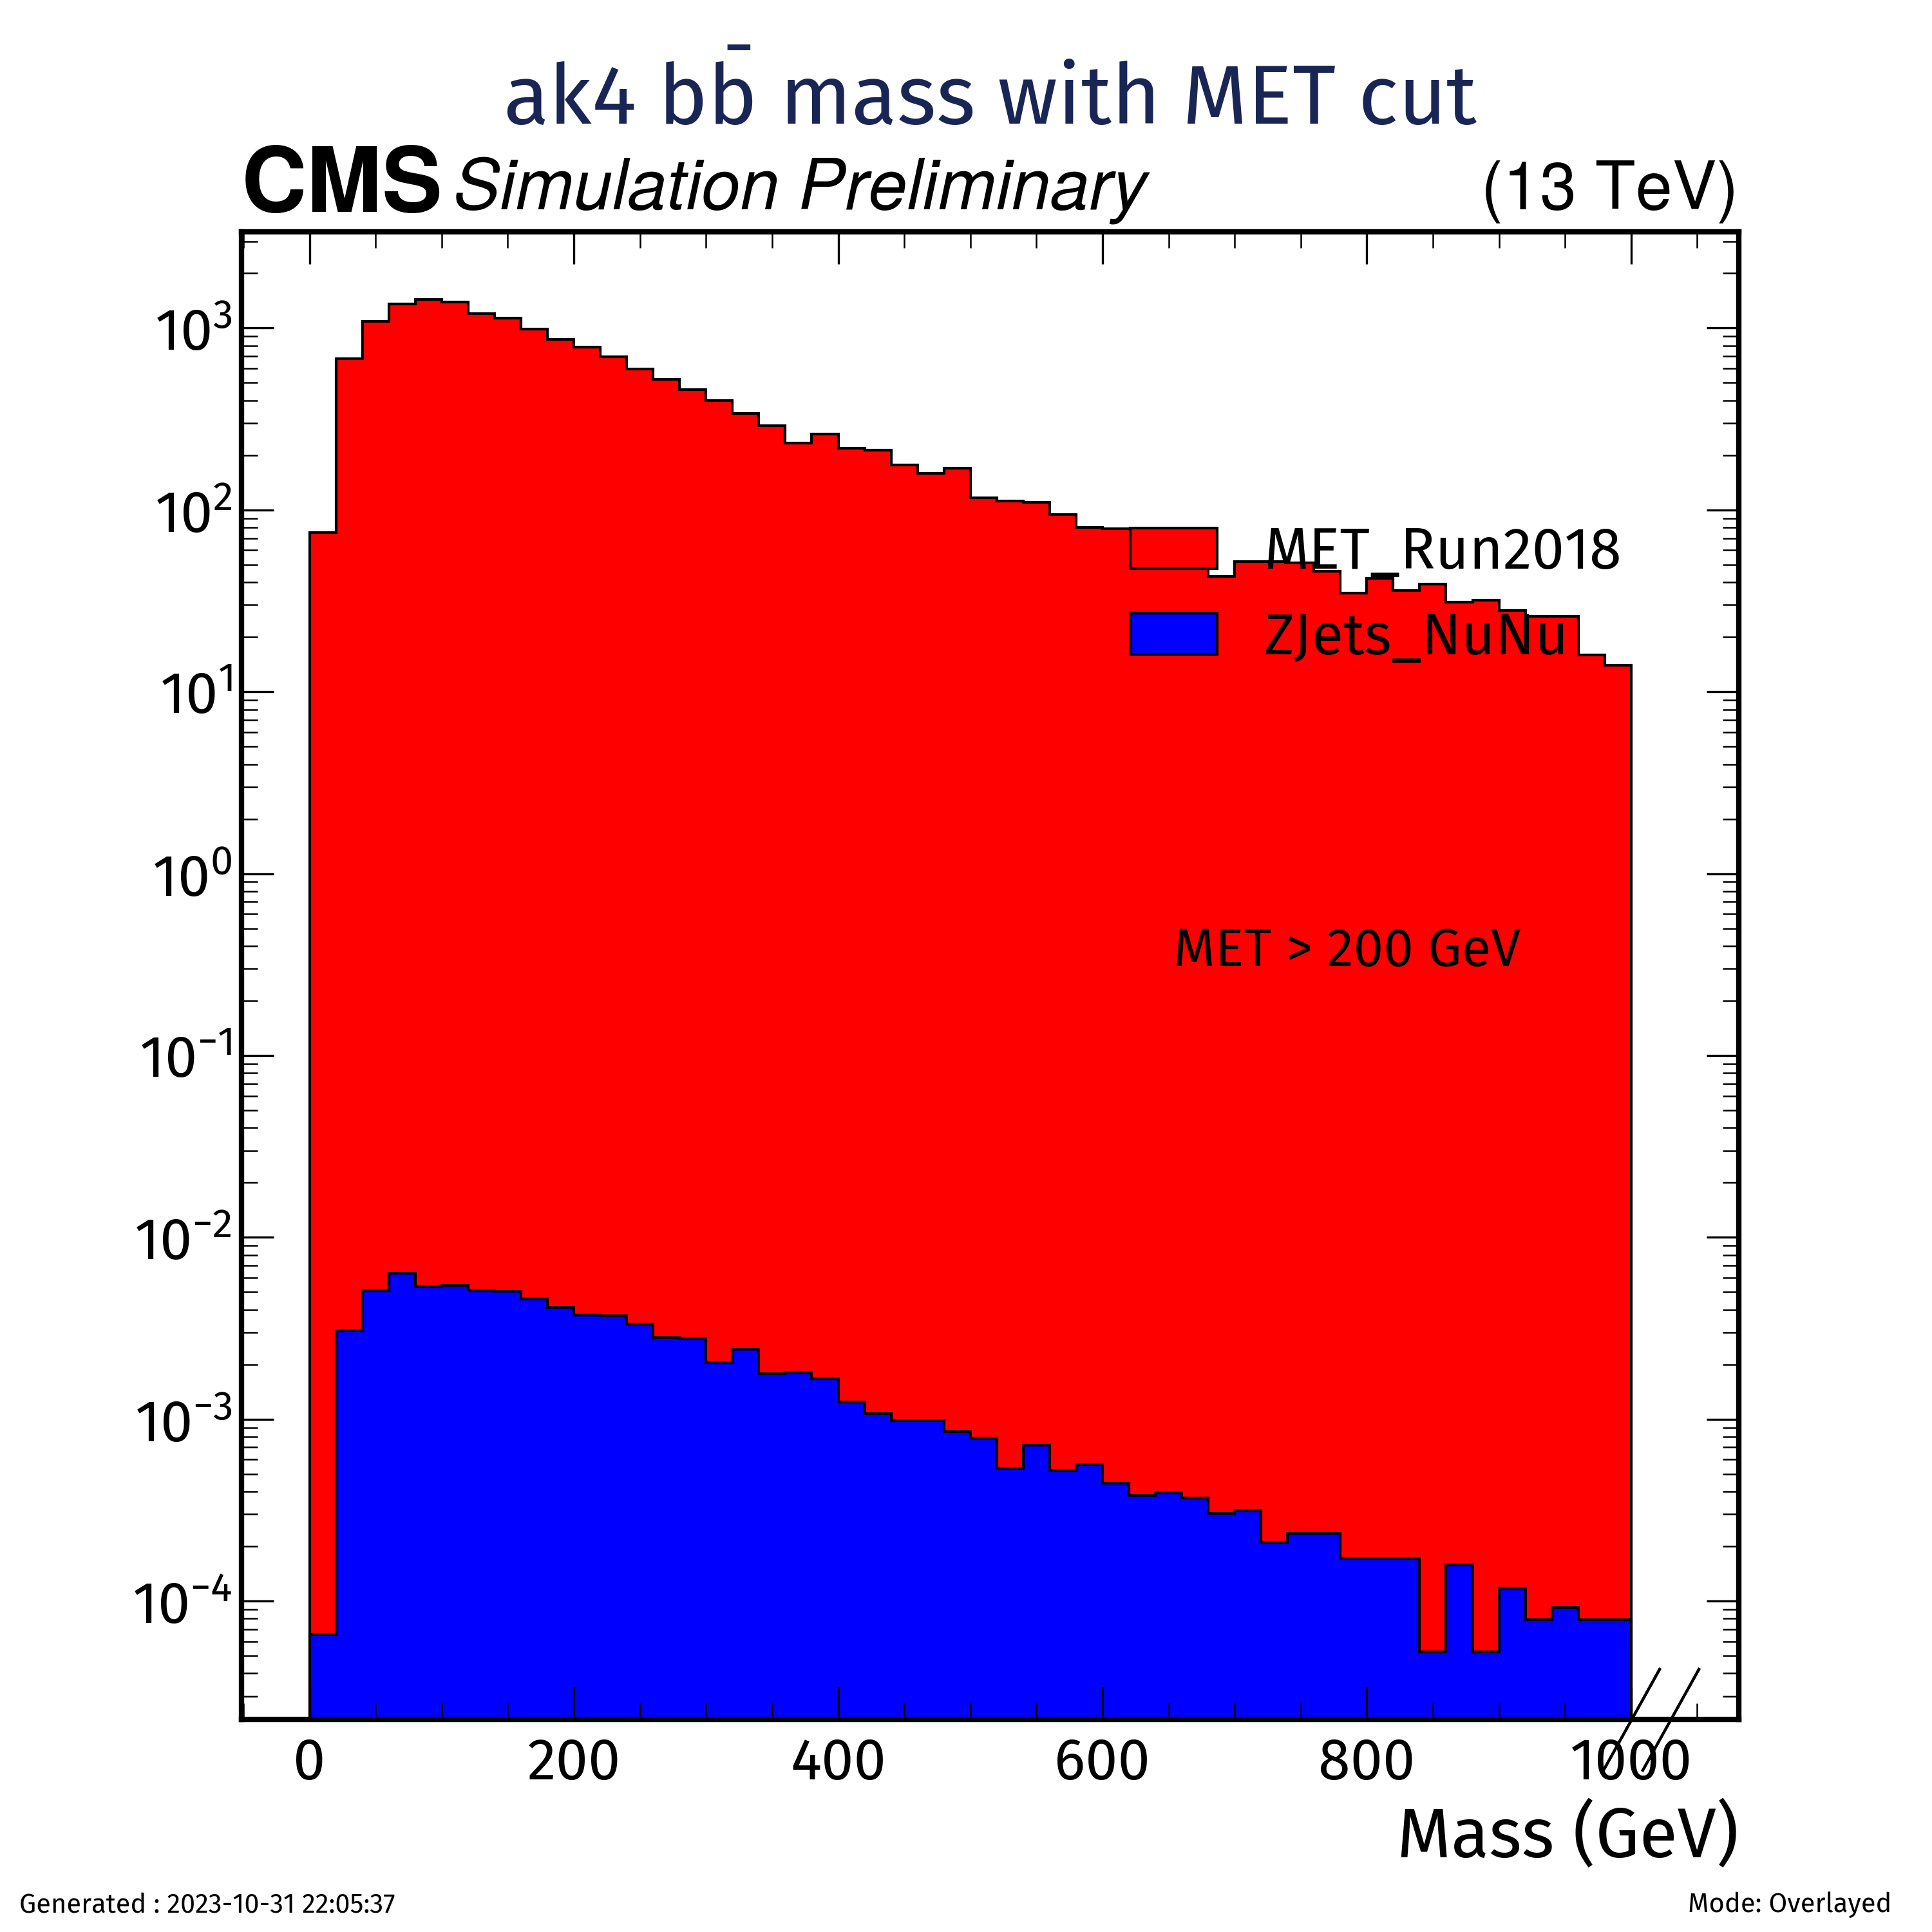 ak4 bb̄ mass with MET cut
CMS Simulation Preliminary (13 TeV)
10³
10²
MET_Run2018
ZJets_NuNu
10¹
10⁰
MET > 200 GeV
10⁻¹
10⁻²
10⁻³
10⁻⁴
0 200 400 600 800 1000
Mass (GeV)
Generated : 2023-10-31 22:05:37 Mode: Overlayed